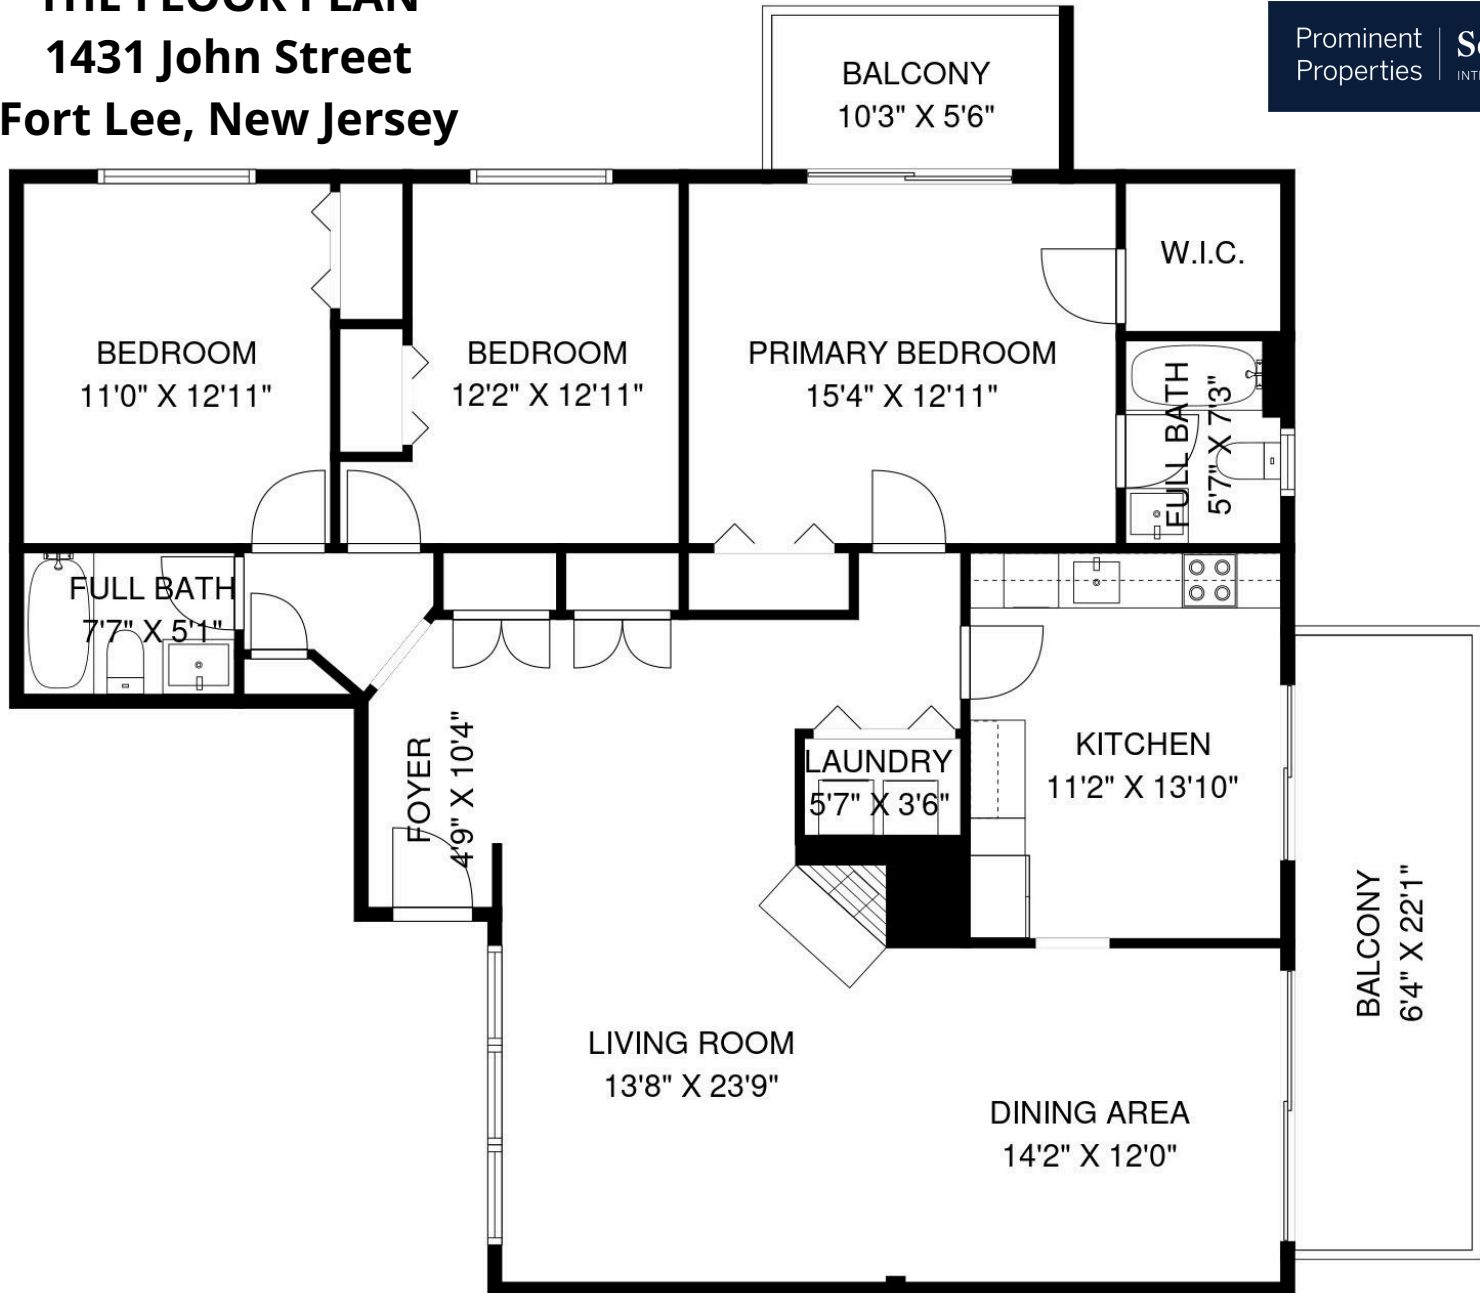 THE FLOOR PLAN
1431 John Street
Fort Lee, New Jersey
Prominent
Properties
BALCONY
10'3" X 5'6"
W.I.C.
BEDROOM
11'0" X 12'11"
BEDROOM
12'2" X 12'11"
PRIMARY BEDROOM
15'4" X 12'11"
FULL BATH
5'7" X 7'3"
FULL BATH
7'7" X 5'1"
FOYER
4'9" X 10'4"
LAUNDRY
5'7" X 3'6"
KITCHEN
11'2" X 13'10"
BALCONY
6'4" X 22'1"
LIVING ROOM
13'8" X 23'9"
DINING AREA
14'2" X 12'0"